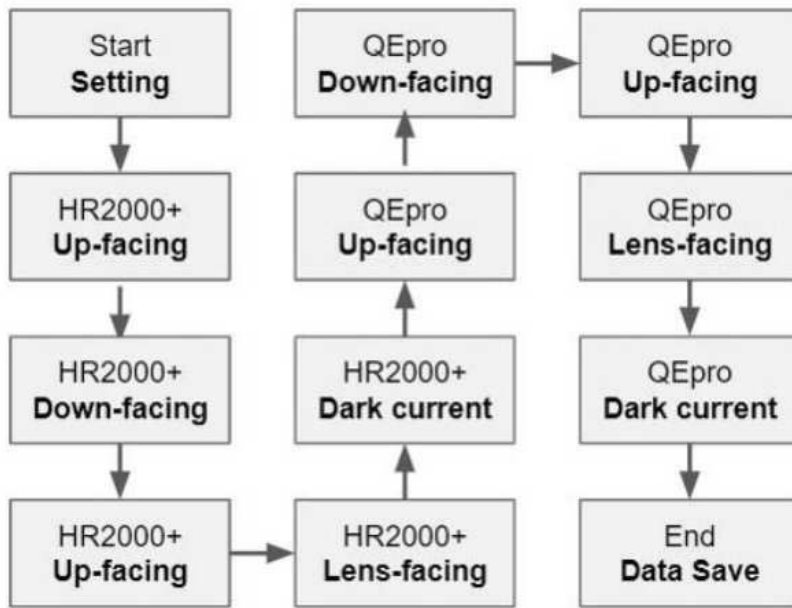 Start
Setting
HR2000+
Up-facing
HR2000+
Down-facing
HR2000+
Up-facing
HR2000+
Lens-facing
HR2000+
Dark current
QEpro
Up-facing
QEpro
Down-facing
QEpro
Up-facing
QEpro
Lens-facing
QEpro
Dark current
End
Data Save